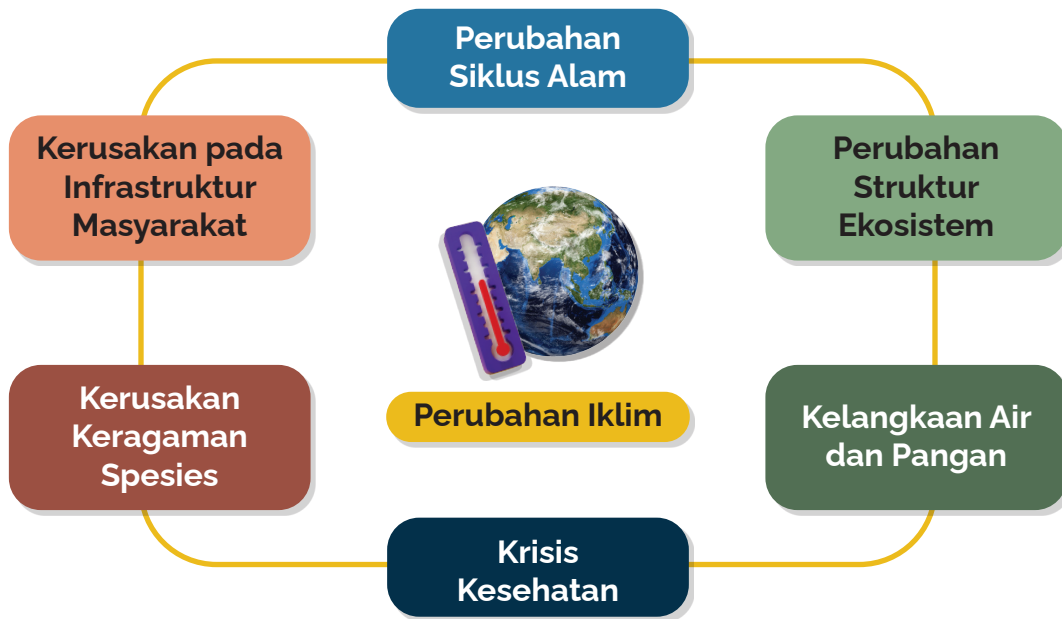 Perubahan
Siklus Alam
Kerusakan pada
Infrastruktur
Masyarakat
Perubahan
Struktur
Ekosistem
Kerusakan
Keragaman
Spesies
Perubahan Iklim
Kelangkaan Air
dan Pangan
Krisis
Kesehatan